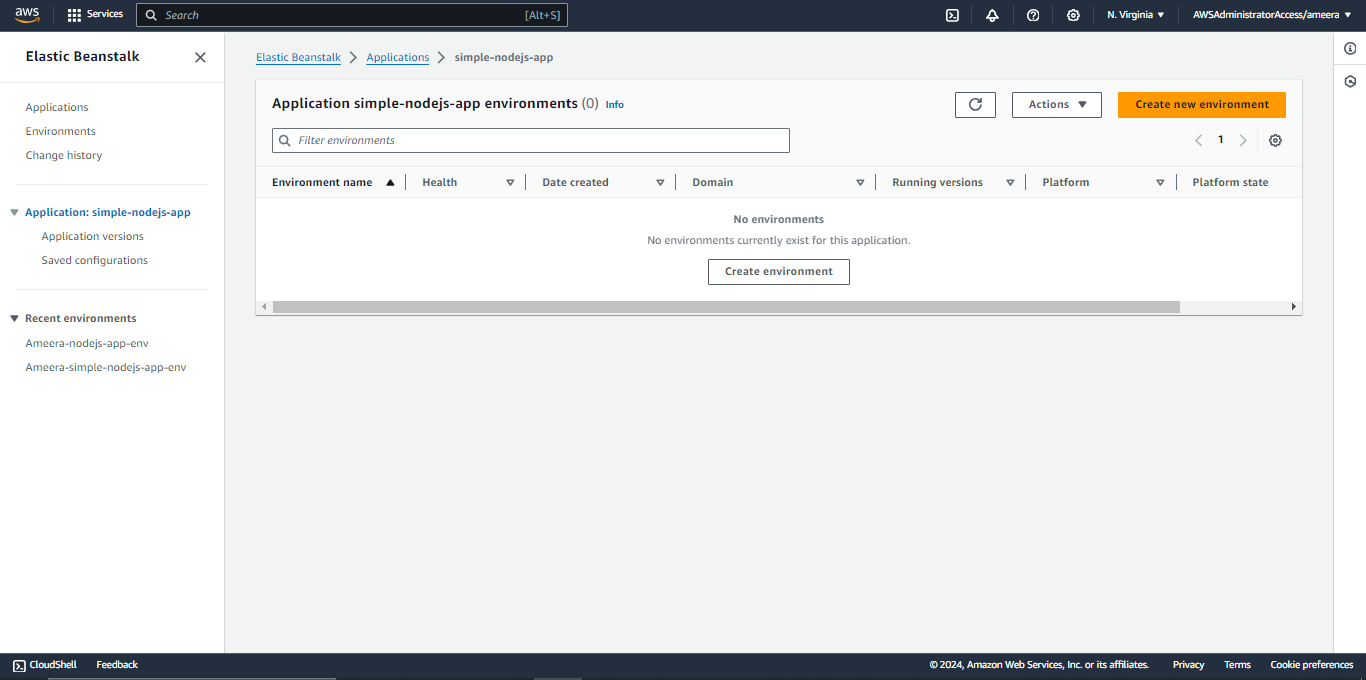 aws
Services
Search
[Alt+S]
N. Virginia
AWSAdministratorAccess/ameera
Elastic Beanstalk
Applications
Environments
Change history
Application: simple-nodejs-app
Application versions
Saved configurations
Recent environments
Ameera-nodejs-app-env
Ameera-simple-nodejs-app-env
Elastic Beanstalk
Applications
simple-nodejs-app
Application simple-nodejs-app environments (0) Info
Actions
Create new environment
Filter environments
1
Environment name
Health
Date created
Domain
Running versions
Platform
Platform state
No environments
No environments currently exist for this application.
Create environment
CloudShell
Feedback
© 2024, Amazon Web Services, Inc. or its affiliates.
Privacy
Terms
Cookie preferences